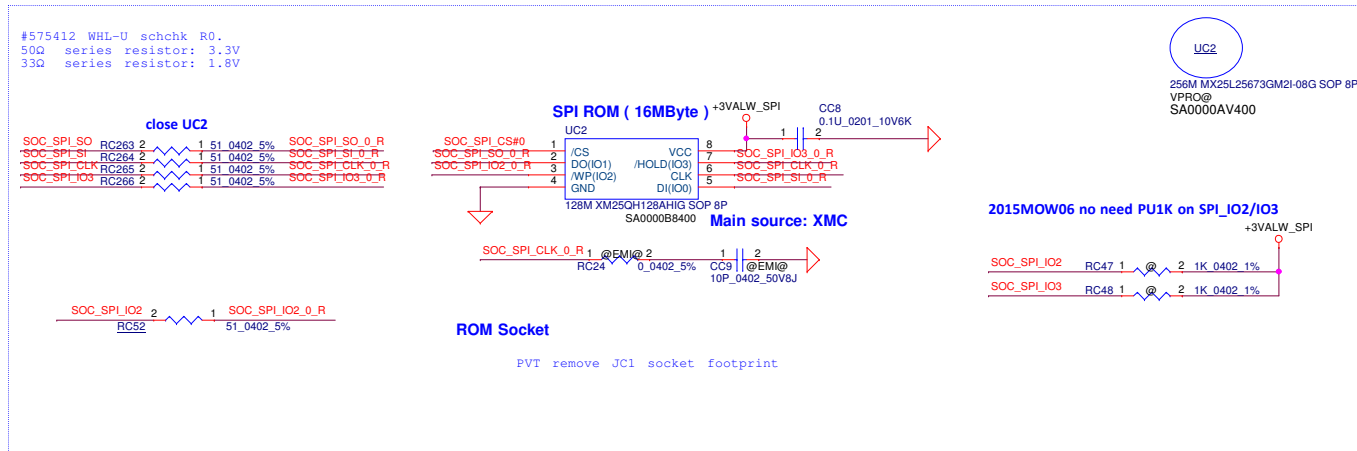 #575412 WHL-U schchk R0.
50Ω series resistor: 3.3V
33Ω series resistor: 1.8V
UC2
256M MX25L25673GM2I-08G SOP 8P
VPRO@
SA0000AV400
close UC2
SOC_SPI_SO RC263 2 1 51_0402_5% SOC_SPI_SO_0_R
SOC_SPI_SI RC264 2 1 51_0402_5% SOC_SPI_SI_0_R
SOC_SPI_CLK RC265 2 1 51_0402_5% SOC_SPI_CLK_0_R
SOC_SPI_IO3 RC266 2 1 51_0402_5% SOC_SPI_IO3_0_R
SPI ROM ( 16MByte )
+3VALW_SPI
CC8
0.1U_0201_10V6K
1 2
UC2
SOC_SPI_CS#0 1 /CS VCC 8
SOC_SPI_SO_0_R 2 DO(IO1) /HOLD(IO3) 7 SOC_SPI_IO3_0_R
SOC_SPI_IO2_0_R 3 /WP(IO2) CLK 6 SOC_SPI_CLK_0_R
4 GND DI(IO0) 5 SOC_SPI_SI_0_R
128M XM25QH128AHIG SOP 8P
SA0000B8400
Main source: XMC
SOC_SPI_CLK_0_R 1 @EMI@ 2 1 2
RC24 0_0402_5% CC9 @EMI@
10P_0402_50V8J
2015MOW06 no need PU1K on SPI_IO2/IO3
+3VALW_SPI
SOC_SPI_IO2 RC47 1 @ 2 1K_0402_1%
SOC_SPI_IO3 RC48 1 @ 2 1K_0402_1%
SOC_SPI_IO2 2 1 SOC_SPI_IO2_0_R
RC52 51_0402_5%
ROM Socket
PVT remove JC1 socket footprint